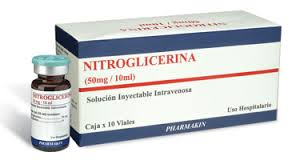 NITROGLICERINA
(50mg / 10ml)
Solución Inyectable Intravenosa
Uso Hospitalario
Caja x 10 Viales
PHARMAKIN
NITROGLICERINA